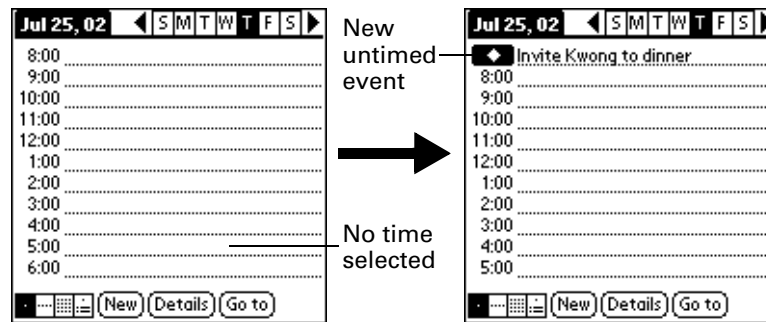 Jul 25, 02 S M T W T F S
8:00
9:00
10:00
11:00
12:00
1:00
2:00
3:00
4:00
5:00
6:00
New Details Go to
New
untimed
event
No time
selected
Jul 25, 02 S M T W T F S
Invite Kwong to dinner
8:00
9:00
10:00
11:00
12:00
1:00
2:00
3:00
4:00
5:00
New Details Go to